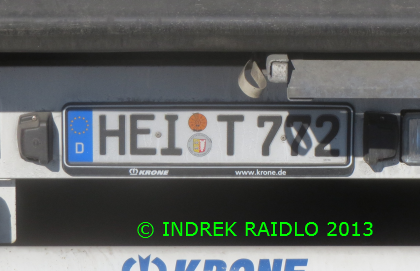 D HEI T 772
KRONE www.krone.de
© INDREK RAIDLO 2013
KRONE